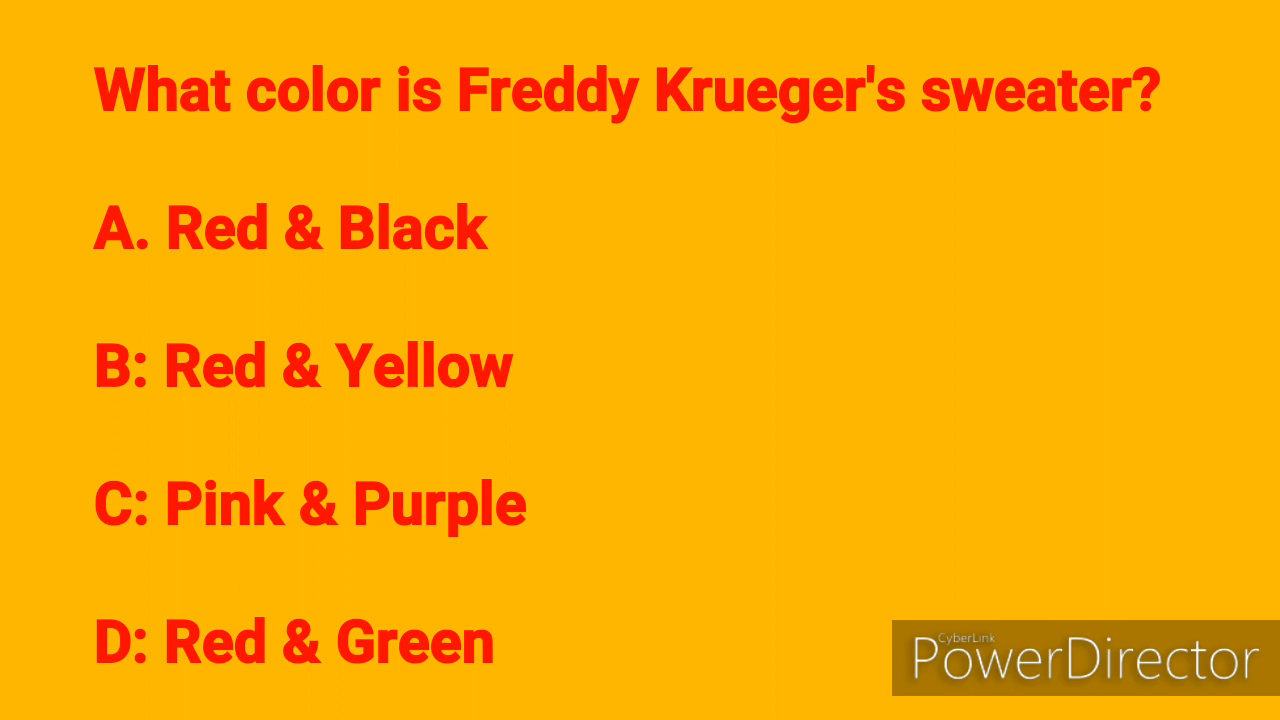 What color is Freddy Krueger's sweater?
A. Red & Black
B: Red & Yellow
C: Pink & Purple
D: Red & Green
CyberLink
PowerDirector